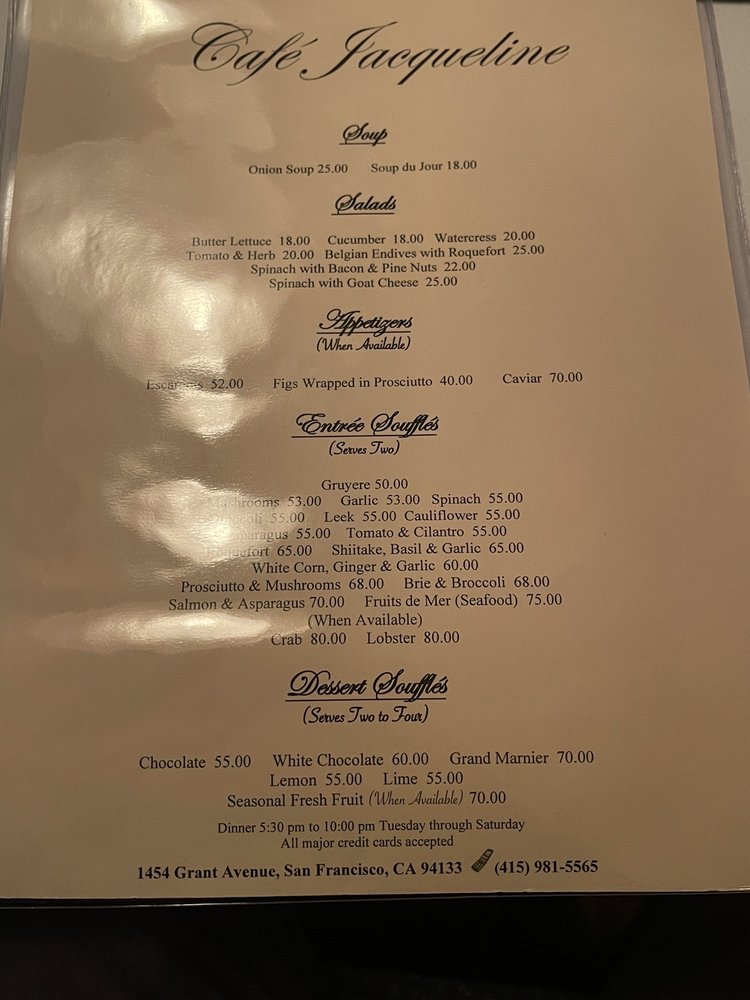 Café Jacqueline
Soup
Onion Soup 25.00 Soup du Jour 18.00
Salads
Butter Lettuce 18.00 Cucumber 18.00 Watercress 20.00
Tomato & Herb 20.00 Belgian Endives with Roquefort 25.00
Spinach with Bacon & Pine Nuts 22.00
Spinach with Goat Cheese 25.00
Appetizers
(When Available)
Escargots 52.00 Figs Wrapped in Prosciutto 40.00 Caviar 70.00
Entrée Soufflés
(Serves Two)
Gruyere 50.00
Mushrooms 53.00 Garlic 53.00 Spinach 55.00
Broccoli 55.00 Leek 55.00 Cauliflower 55.00
Asparagus 55.00 Tomato & Cilantro 55.00
Roquefort 65.00 Shiitake, Basil & Garlic 65.00
White Corn, Ginger & Garlic 60.00
Prosciutto & Mushrooms 68.00 Brie & Broccoli 68.00
Salmon & Asparagus 70.00 Fruits de Mer (Seafood) 75.00
(When Available)
Crab 80.00 Lobster 80.00
Dessert Soufflés
(Serves Two to Four)
Chocolate 55.00 White Chocolate 60.00 Grand Marnier 70.00
Lemon 55.00 Lime 55.00
Seasonal Fresh Fruit (When Available) 70.00
Dinner 5:30 pm to 10:00 pm Tuesday through Saturday
All major credit cards accepted
1454 Grant Avenue, San Francisco, CA 94133 (415) 981-5565